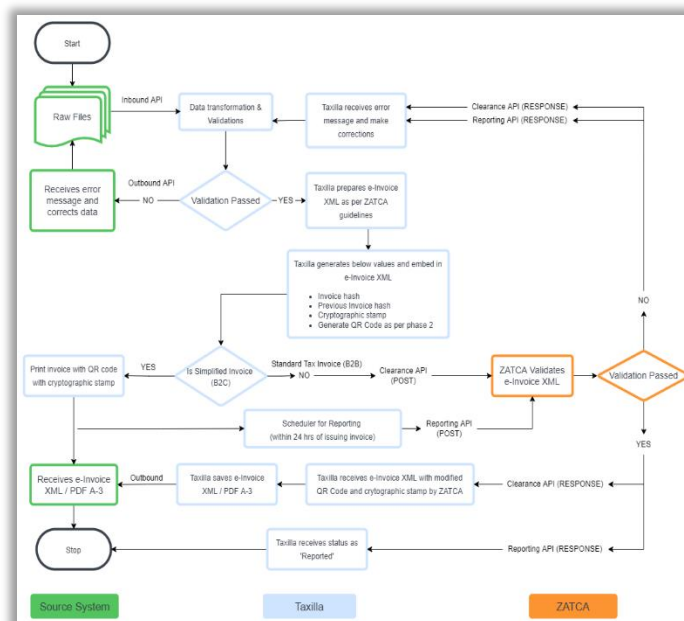 Start
Inbound API
Raw Files
Data transformation &
Validations
Taxilla receives error
message and make
corrections
Clearance API (RESPONSE)
Reporting API (RESPONSE)
Receives error
message and
corrects data
Outbound API
NO
Validation Passed
YES
Taxilla prepares e-Invoice
XML as per ZATCA
guidelines
Taxilla generates below values and embed in
e-Invoice XML
• Invoice hash
• Previous Invoice hash
• Cryptographic stamp
• Generate QR Code as per phase 2
NO
Print invoice with QR code
with cryptographic stamp
YES
Is Simplified Invoice
(B2C)
Standard Tax Invoice (B2B)
NO
Clearance API
(POST)
ZATCA Validates
e-Invoice XML
Validation Passed
Scheduler for Reporting
(within 24 hrs of issuing invoice)
Reporting API
(POST)
YES
Receives e-Invoice
XML / PDF A-3
Outbound
Taxilla saves e-Invoice
XML / PDF A-3
Taxilla receives e-Invoice XML with modified
QR Code and crytographic stamp by ZATCA
Clearance API (RESPONSE)
Stop
Taxilla receives status as
'Reported'
Reporting API (RESPONSE)
Source System
Taxilla
ZATCA